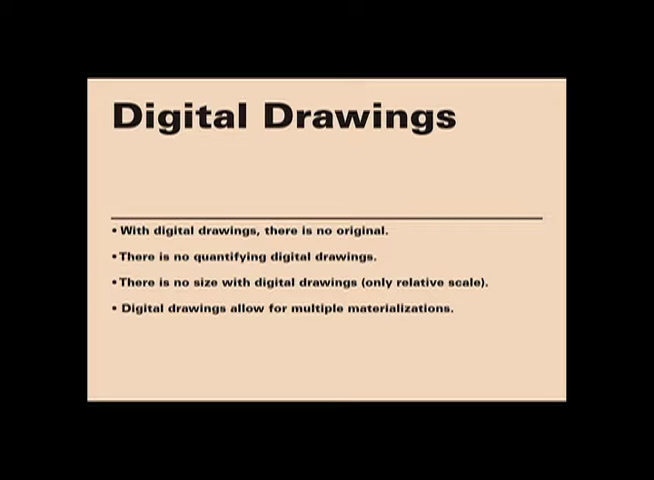 Digital Drawings
• With digital drawings, there is no original.
• There is no quantifying digital drawings.
• There is no size with digital drawings (only relative scale).
• Digital drawings allow for multiple materializations.